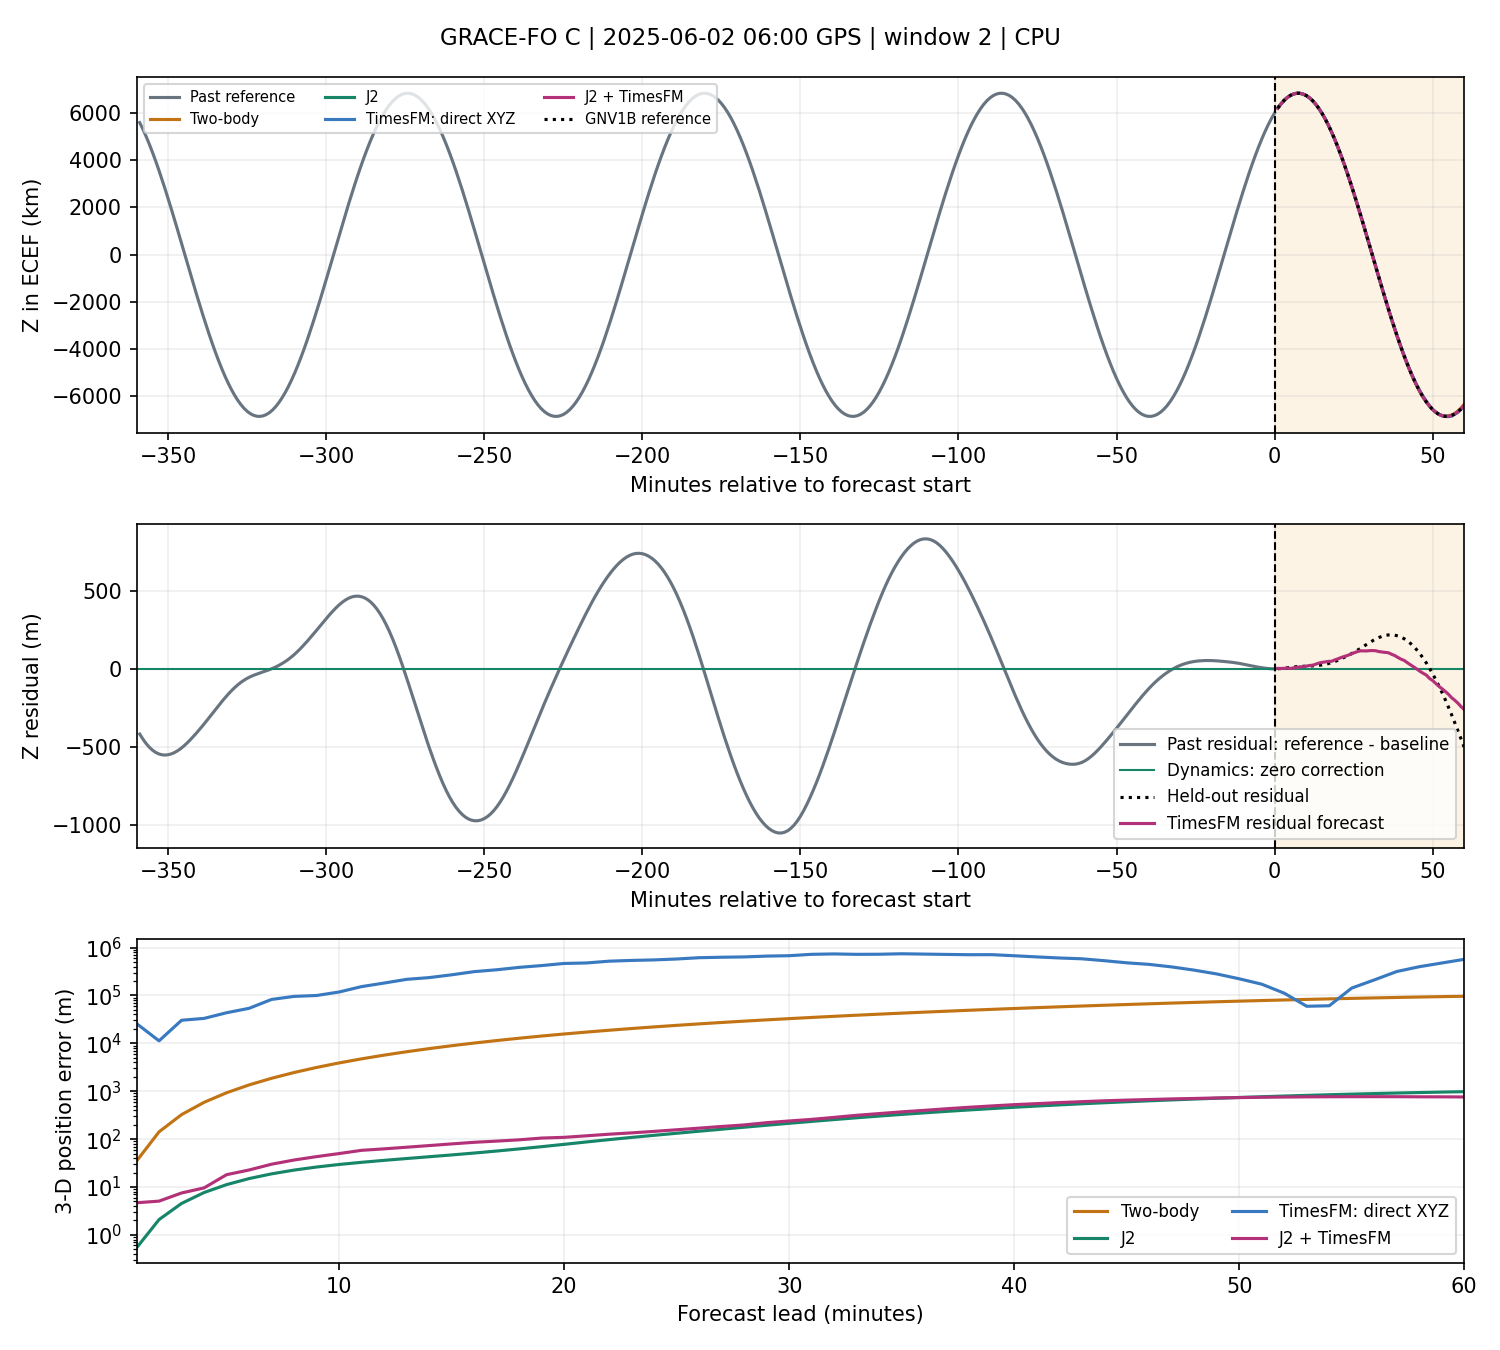 GRACE-FO C | 2025-06-02 06:00 GPS | window 2 | CPU
Past reference
Two-body
J2
TimesFM: direct XYZ
J2 + TimesFM
GNV1B reference
Z in ECEF (km)
6000
4000
2000
0
−2000
−4000
−6000
−350 −300 −250 −200 −150 −100 −50 0 50
Minutes relative to forecast start
Z residual (m)
500
0
−500
−1000
Past residual: reference - baseline
Dynamics: zero correction
Held-out residual
TimesFM residual forecast
−350 −300 −250 −200 −150 −100 −50 0 50
Minutes relative to forecast start
3-D position error (m)
10⁶
10⁵
10⁴
10³
10²
10¹
10⁰
Two-body
J2
TimesFM: direct XYZ
J2 + TimesFM
10 20 30 40 50 60
Forecast lead (minutes)